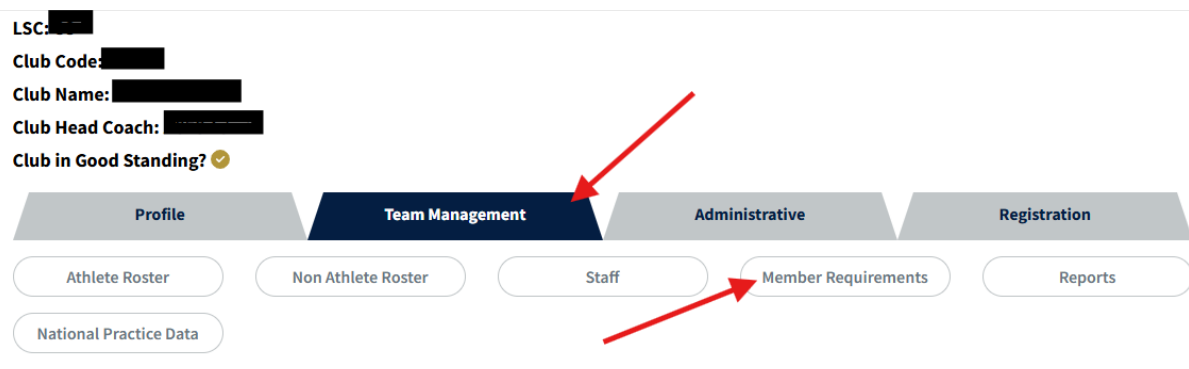 LSC:
Club Code:
Club Name:
Club Head Coach:
Club in Good Standing?
Profile Team Management Administrative Registration
Athlete Roster Non Athlete Roster Staff Member Requirements Reports
National Practice Data